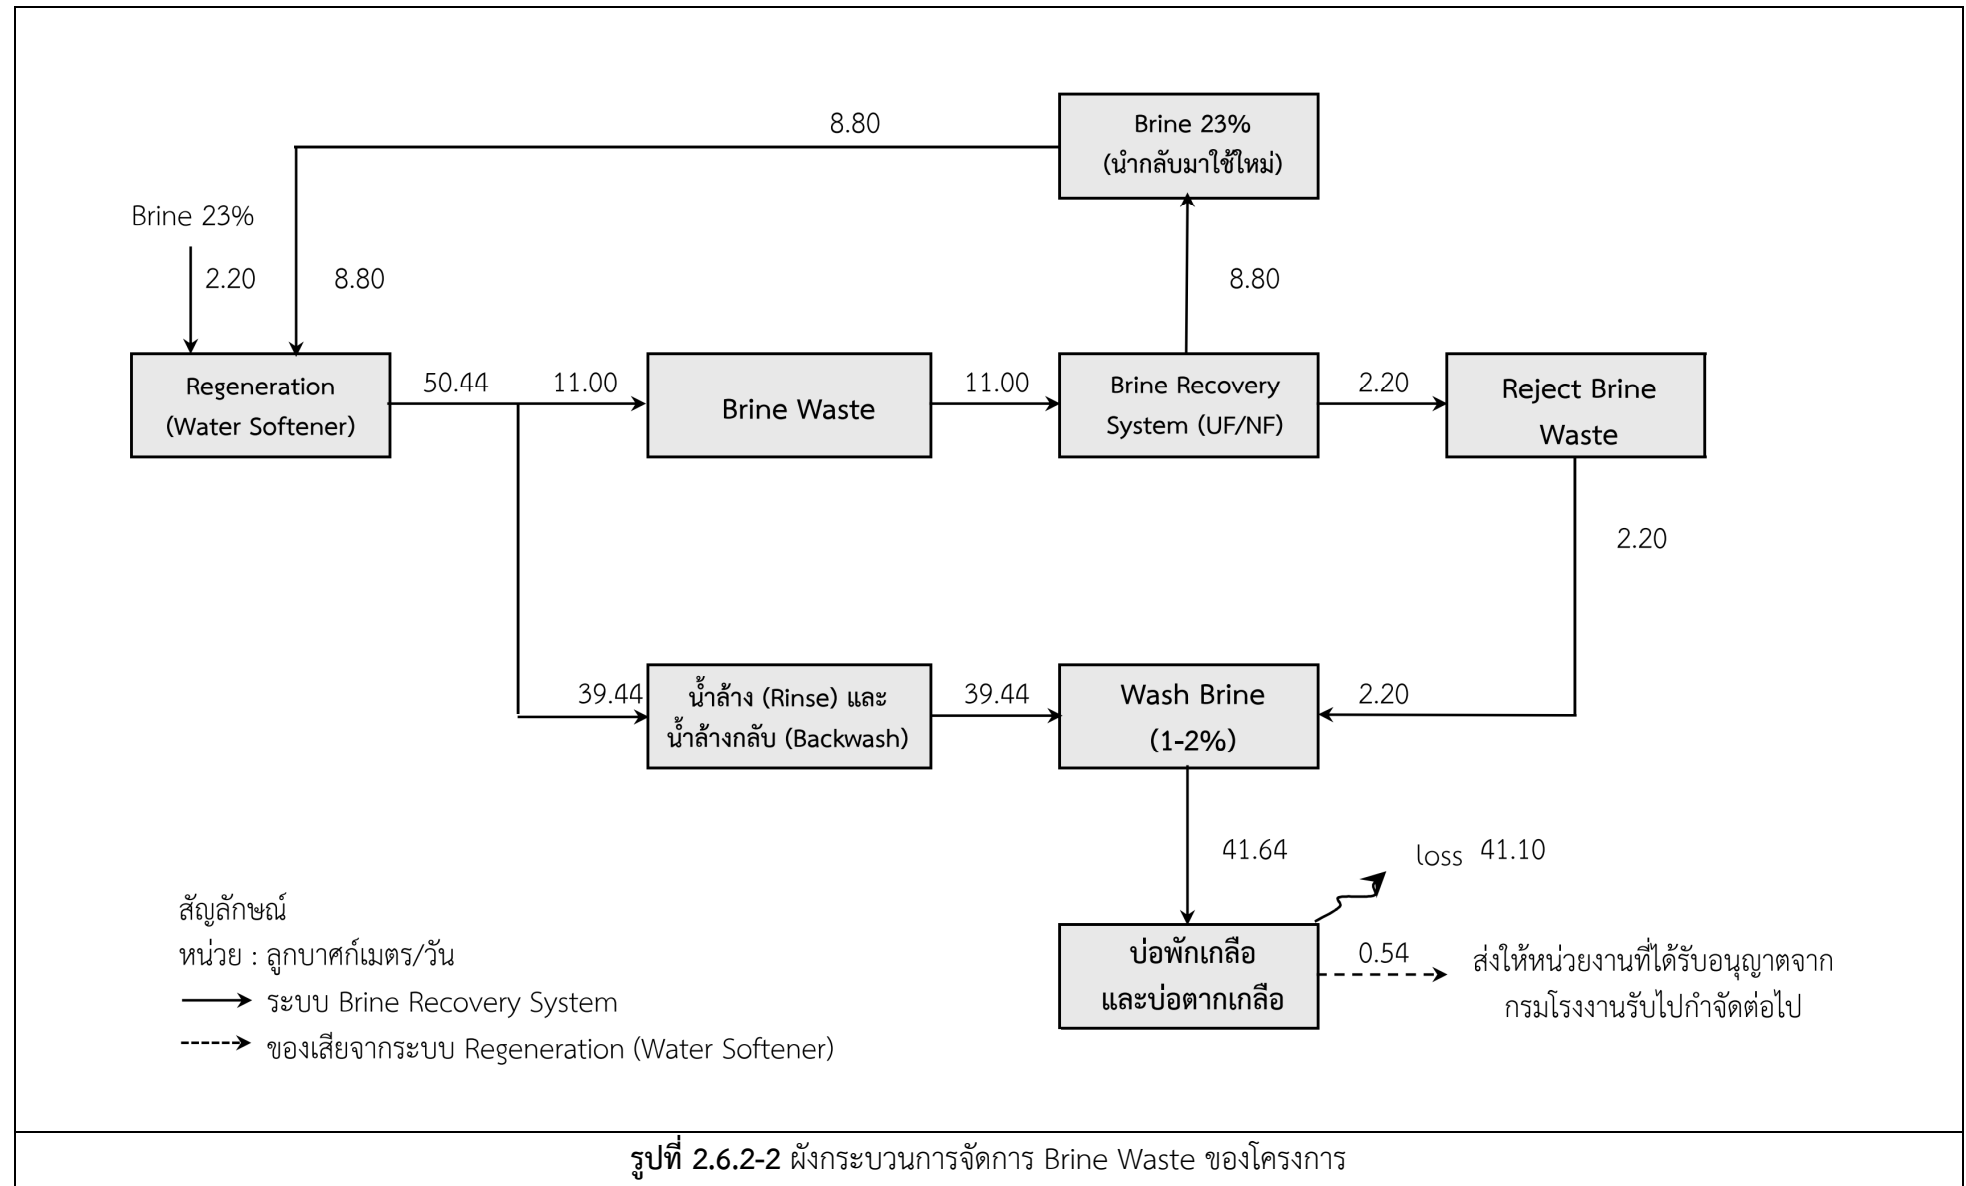 8.80
Brine 23%
(นำกลับมาใช้ใหม่)
Brine 23%
2.20
8.80
8.80
Regeneration
(Water Softener)
50.44
11.00
Brine Waste
11.00
Brine Recovery
System (UF/NF)
2.20
Reject Brine
Waste
2.20
39.44
น้ำล้าง (Rinse) และ
น้ำล้างกลับ (Backwash)
39.44
Wash Brine
(1-2%)
2.20
41.64
loss 41.10
บ่อพักเกลือ
และบ่อตากเกลือ
0.54
ส่งให้หน่วยงานที่ได้รับอนุญาตจาก
กรมโรงงานรับไปกำจัดต่อไป
สัญลักษณ์
หน่วย : ลูกบาศก์เมตร/วัน
ระบบ Brine Recovery System
ของเสียจากระบบ Regeneration (Water Softener)
รูปที่ 2.6.2-2 ผังกระบวนการจัดการ Brine Waste ของโครงการ